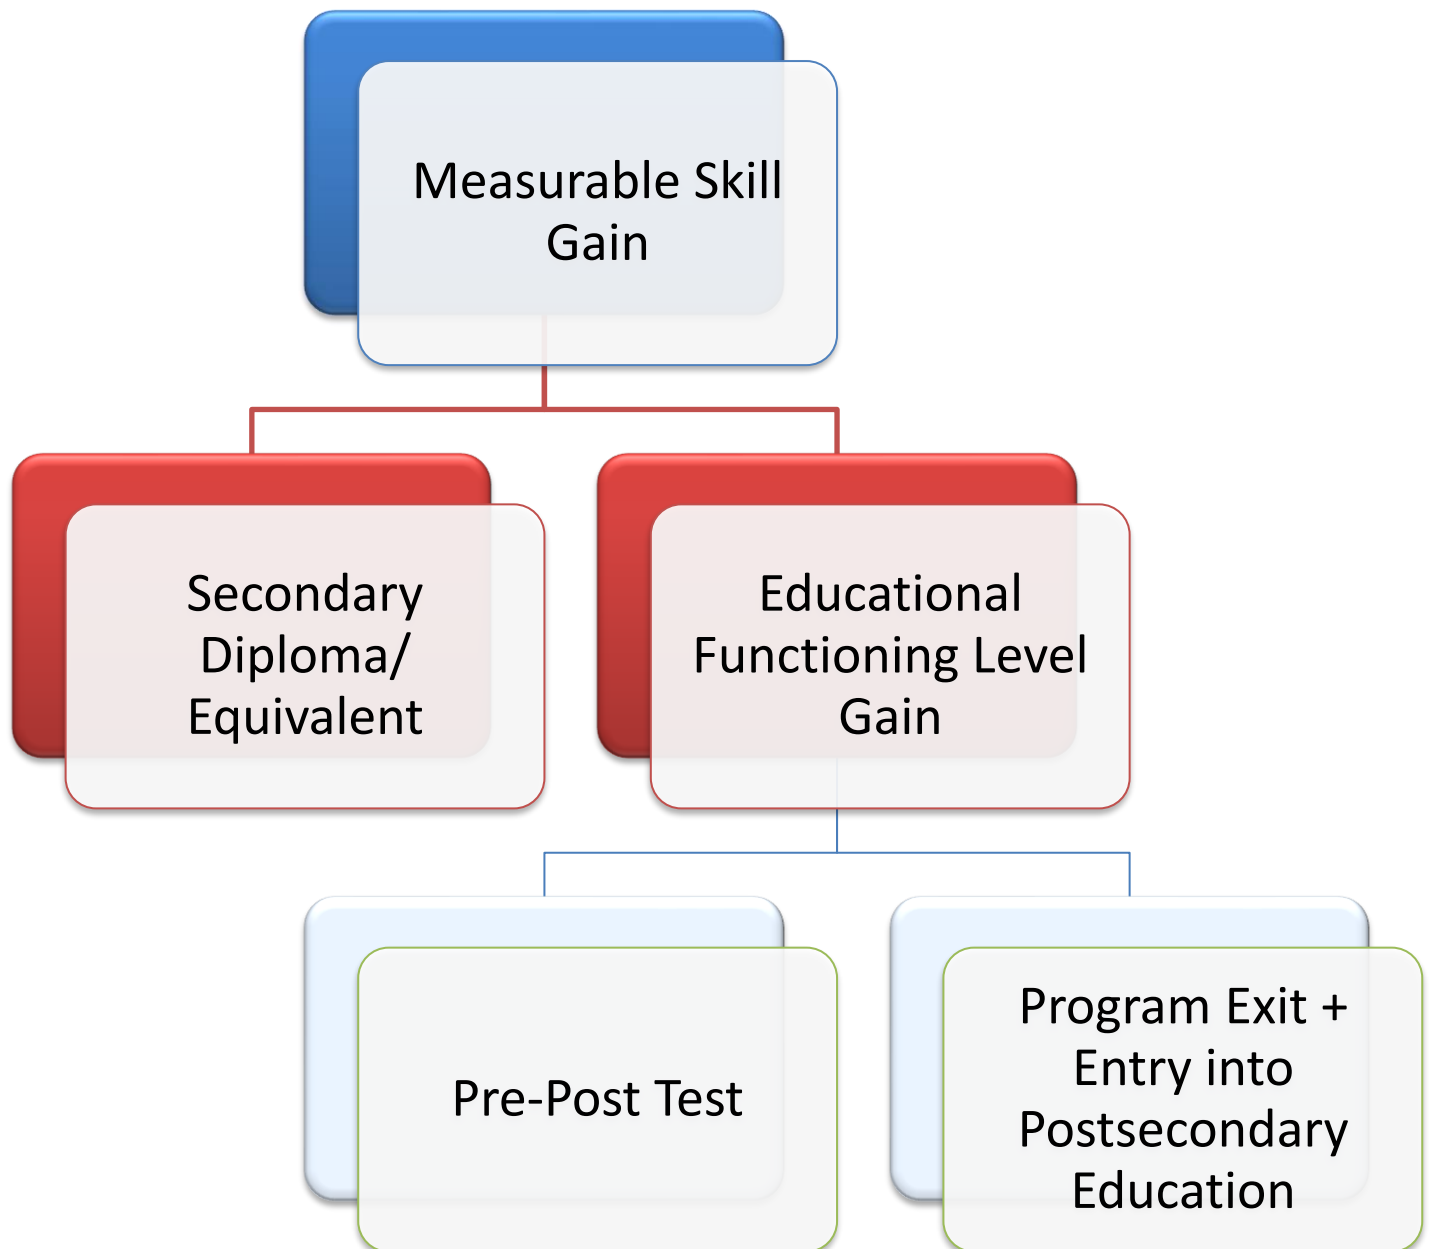 Measurable Skill
Gain
Secondary
Diploma/
Equivalent
Educational
Functioning Level
Gain
Pre-Post Test
Program Exit +
Entry into
Postsecondary
Education